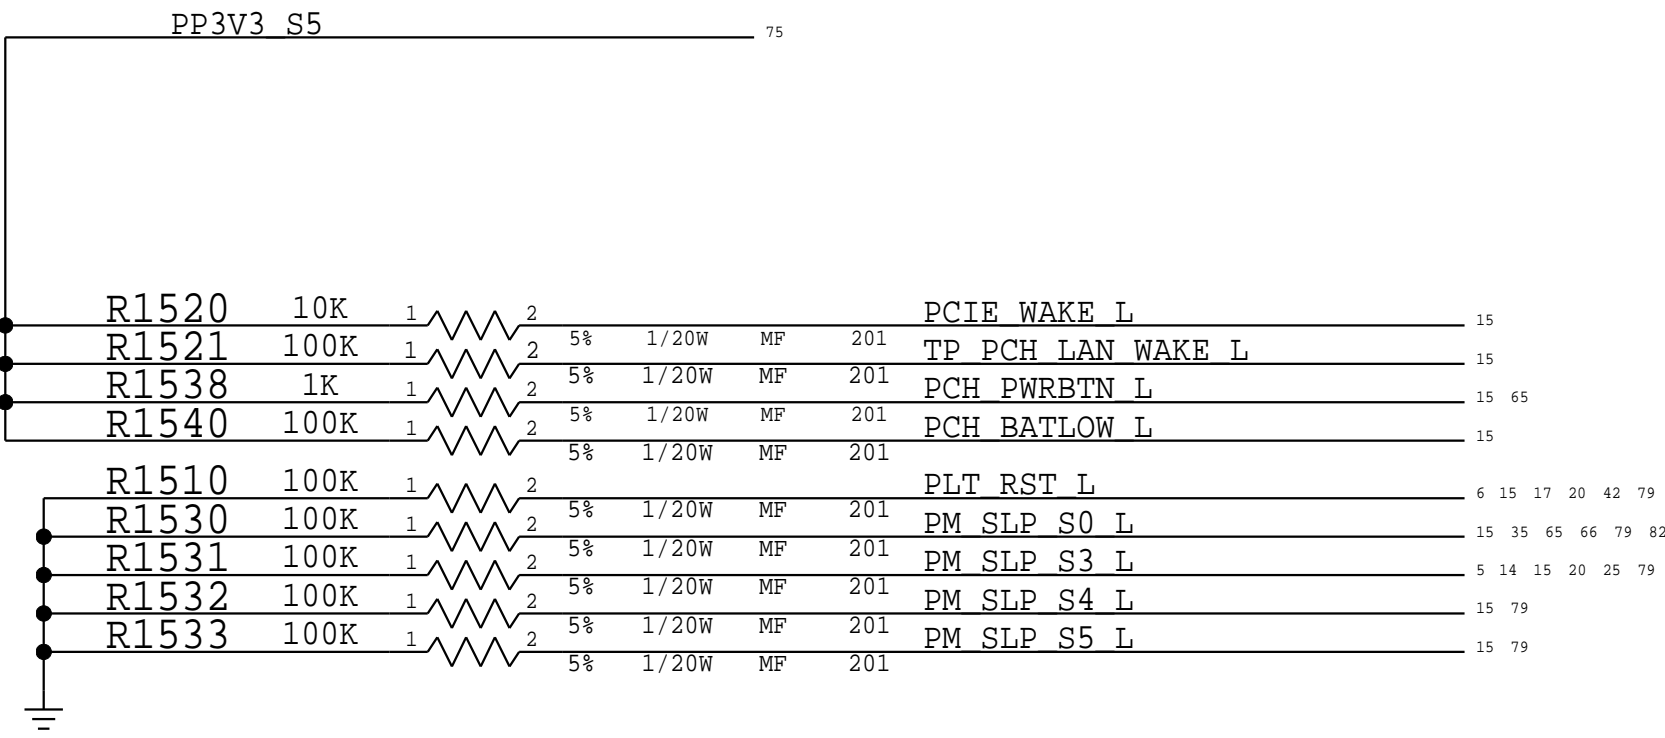 PP3V3_S5 75
R1520 10K 1 2 PCIE_WAKE_L 15
5% 1/20W MF 201
R1521 100K 1 2 TP_PCH_LAN_WAKE_L 15
5% 1/20W MF 201
R1538 1K 1 2 PCH_PWRBTN_L 15 65
5% 1/20W MF 201
R1540 100K 1 2 PCH_BATLOW_L 15
5% 1/20W MF 201
R1510 100K 1 2 PLT_RST_L 6 15 17 20 42 79
5% 1/20W MF 201
R1530 100K 1 2 PM_SLP_S0_L 15 35 65 66 79 82
5% 1/20W MF 201
R1531 100K 1 2 PM_SLP_S3_L 5 14 15 20 25 79
5% 1/20W MF 201
R1532 100K 1 2 PM_SLP_S4_L 15 79
5% 1/20W MF 201
R1533 100K 1 2 PM_SLP_S5_L 15 79
5% 1/20W MF 201